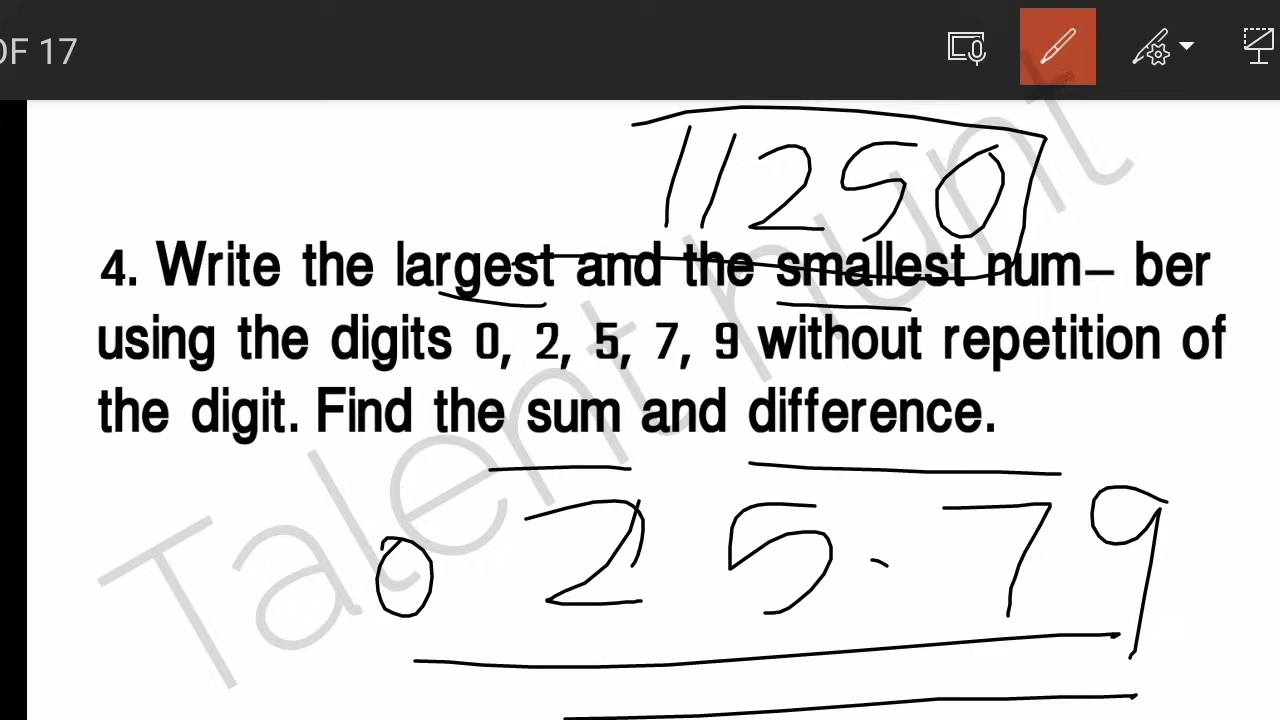 OF 17
11250
4. Write the largest and the smallest num– ber
using the digits 0, 2, 5, 7, 9 without repetition of
the digit. Find the sum and difference.
0 2 5 7 9
Talent hunt